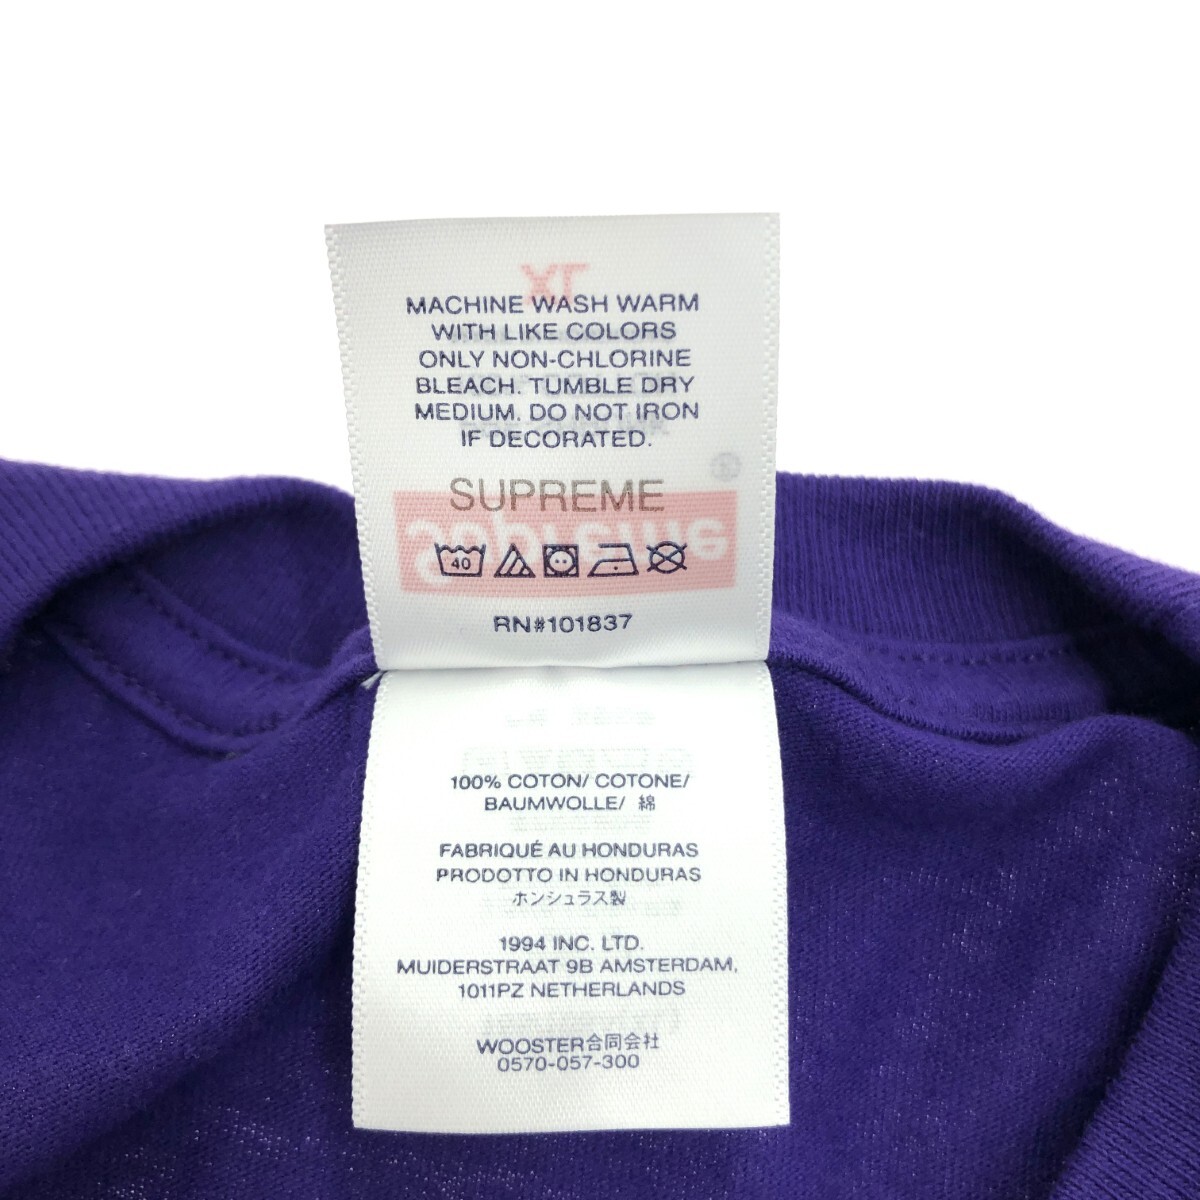 MACHINE WASH WARM
WITH LIKE COLORS
ONLY NON-CHLORINE
BLEACH. TUMBLE DRY
MEDIUM. DO NOT IRON
IF DECORATED.
SUPREME
Supreme
40
RN#101837
100% COTON/ COTONE/
BAUMWOLLE/ 綿
FABRIQUÉ AU HONDURAS
PRODOTTO IN HONDURAS
ホンジュラス製
1994 INC. LTD.
MUIDERSTRAAT 9B AMSTERDAM,
1011PZ NETHERLANDS
WOOSTER合同会社
0570-057-300